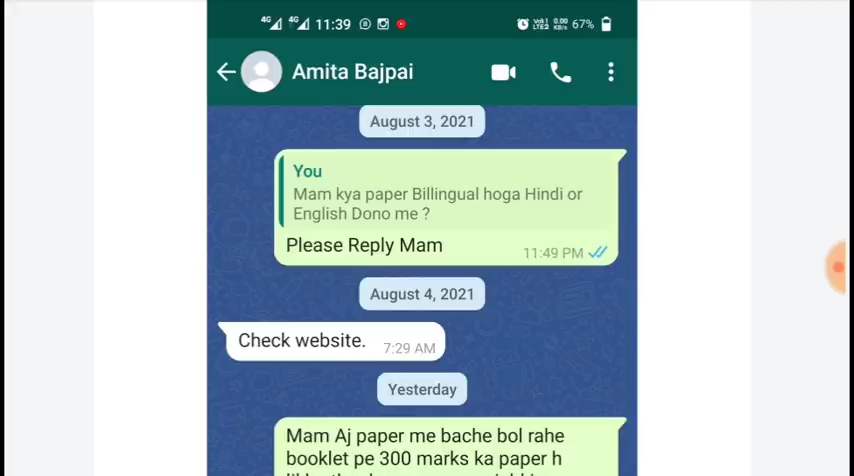 4G 4G 11:39 67%
Amita Bajpai
August 3, 2021
You
Mam kya paper Billingual hoga Hindi or
English Dono me ?
Please Reply Mam
11:49 PM
August 4, 2021
Check website.
7:29 AM
Yesterday
Mam Aj paper me bache bol rahe
booklet pe 300 marks ka paper h